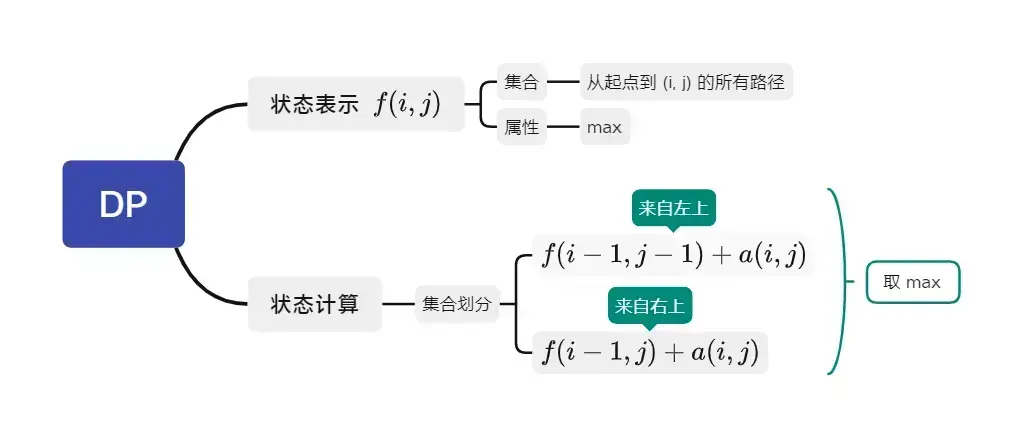 DP
状态表示 f(i, j)
集合
从起点到 (i, j) 的所有路径
属性
max
状态计算
集合划分
来自左上
f(i − 1, j − 1) + a(i, j)
来自右上
f(i − 1, j) + a(i, j)
取 max